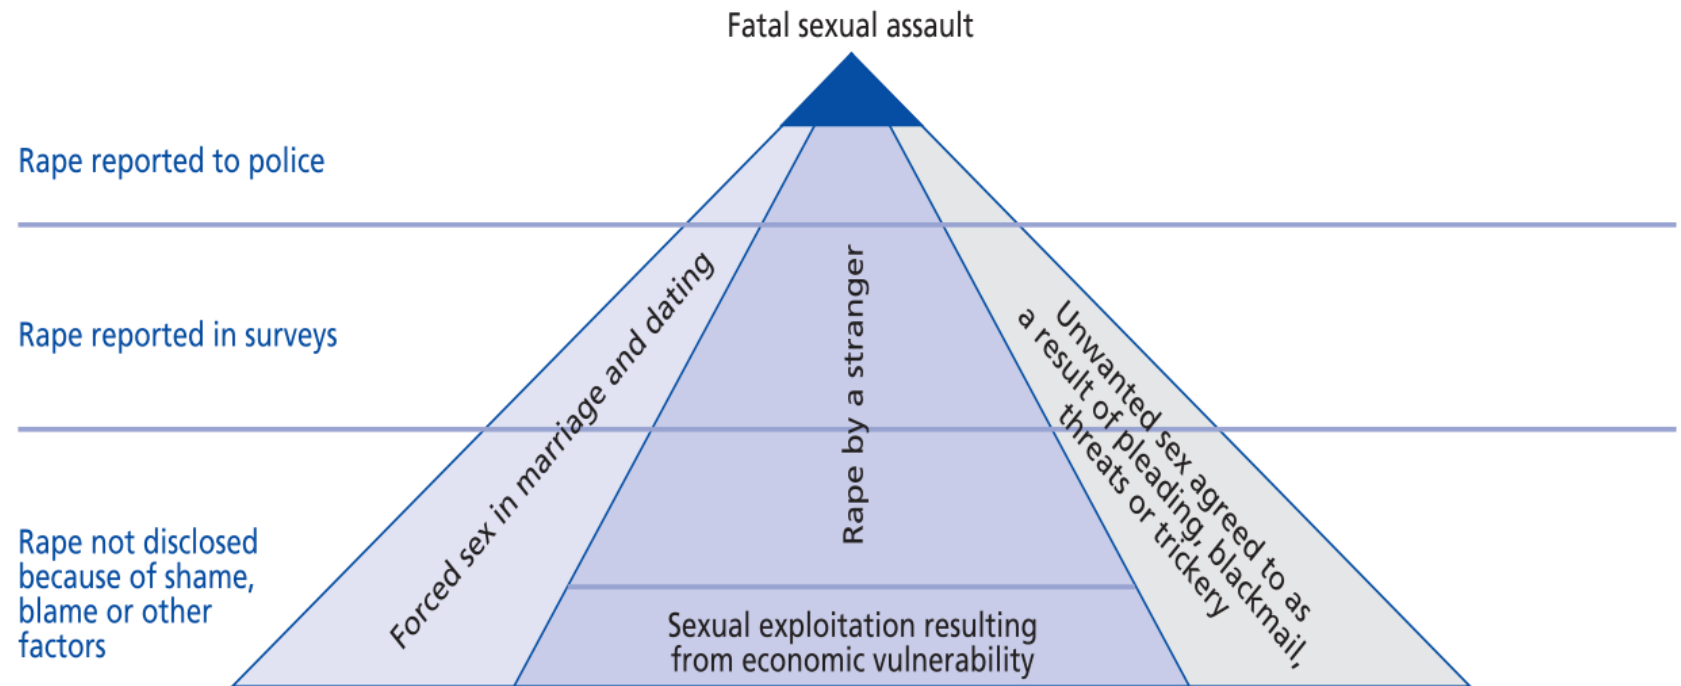 Fatal sexual assault
Rape reported to police
Rape reported in surveys
Rape not disclosed
because of shame,
blame or other
factors
Forced sex in marriage and dating
Rape by a stranger
Unwanted sex agreed to as
a result of pleading, blackmail,
threats or trickery
Sexual exploitation resulting
from economic vulnerability